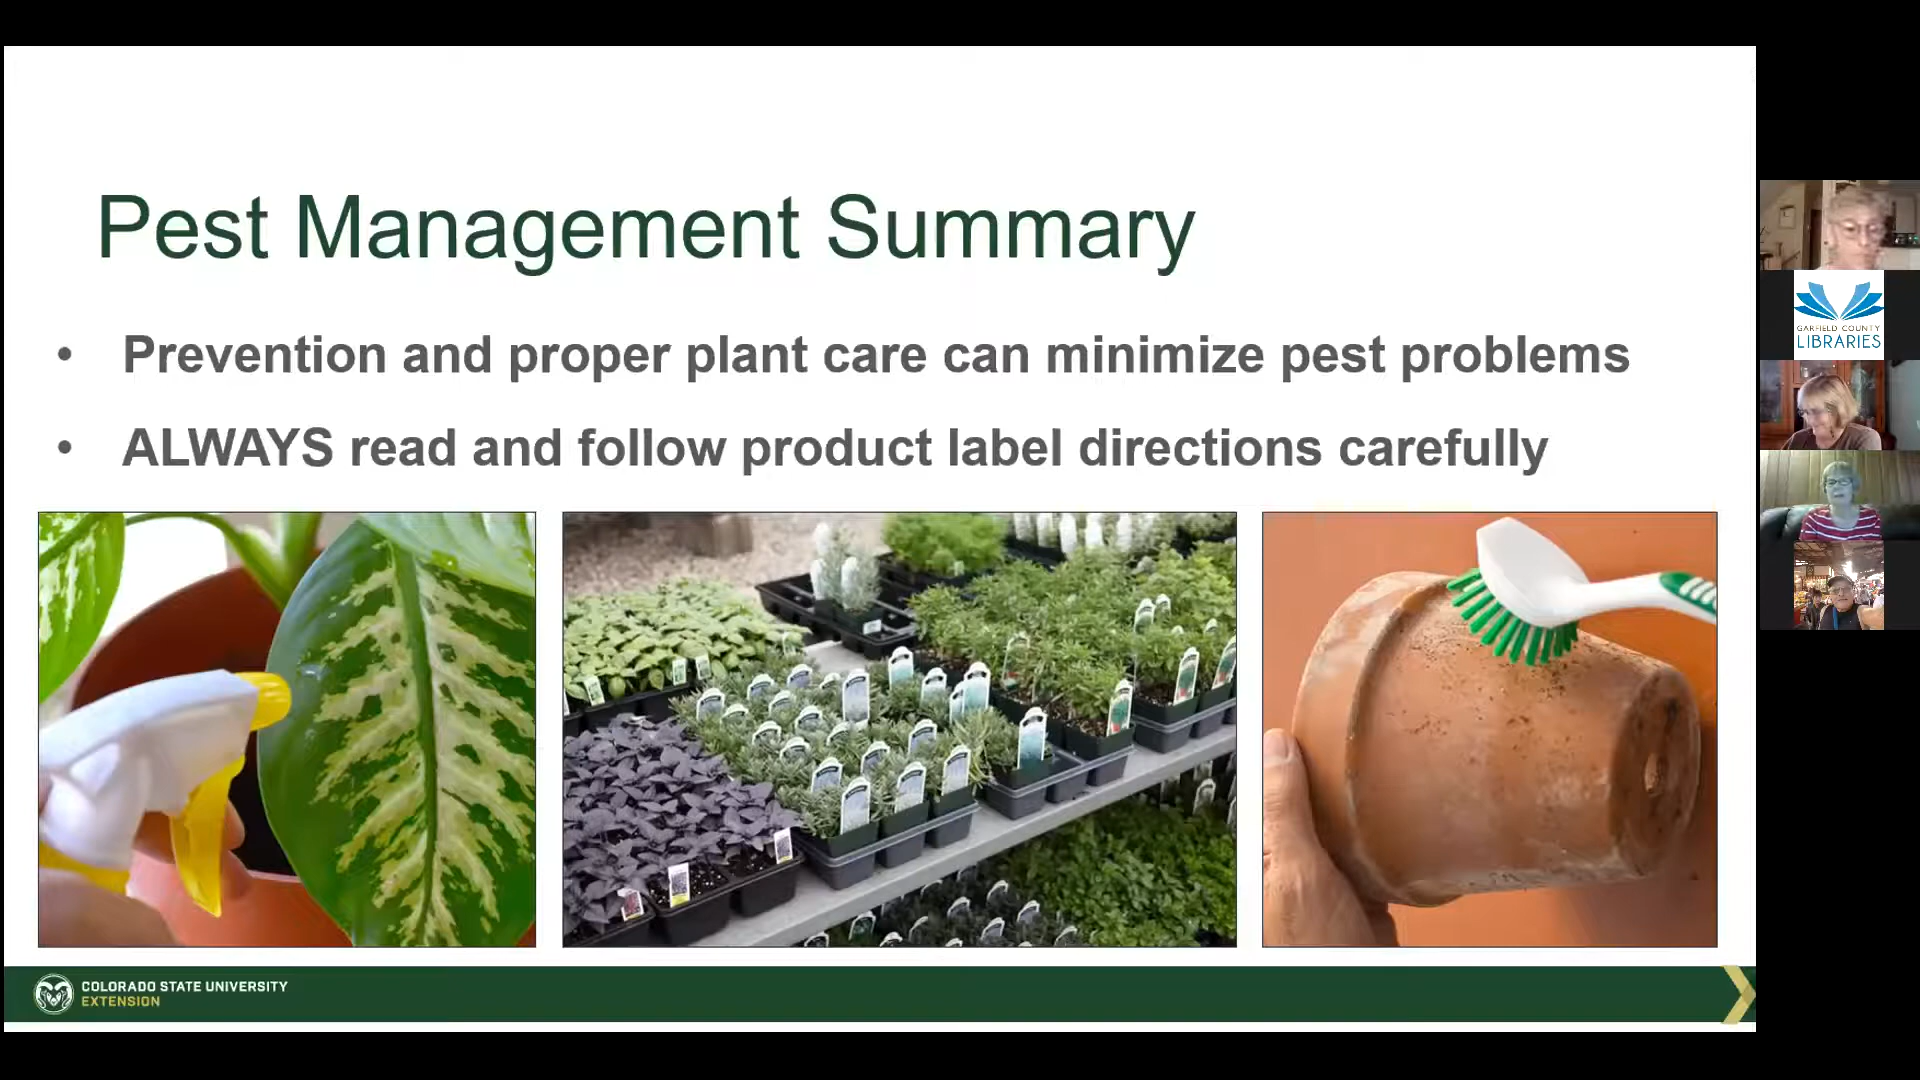 Pest Management Summary
• Prevention and proper plant care can minimize pest problems
• ALWAYS read and follow product label directions carefully
COLORADO STATE UNIVERSITY
EXTENSION
GARFIELD COUNTY
LIBRARIES